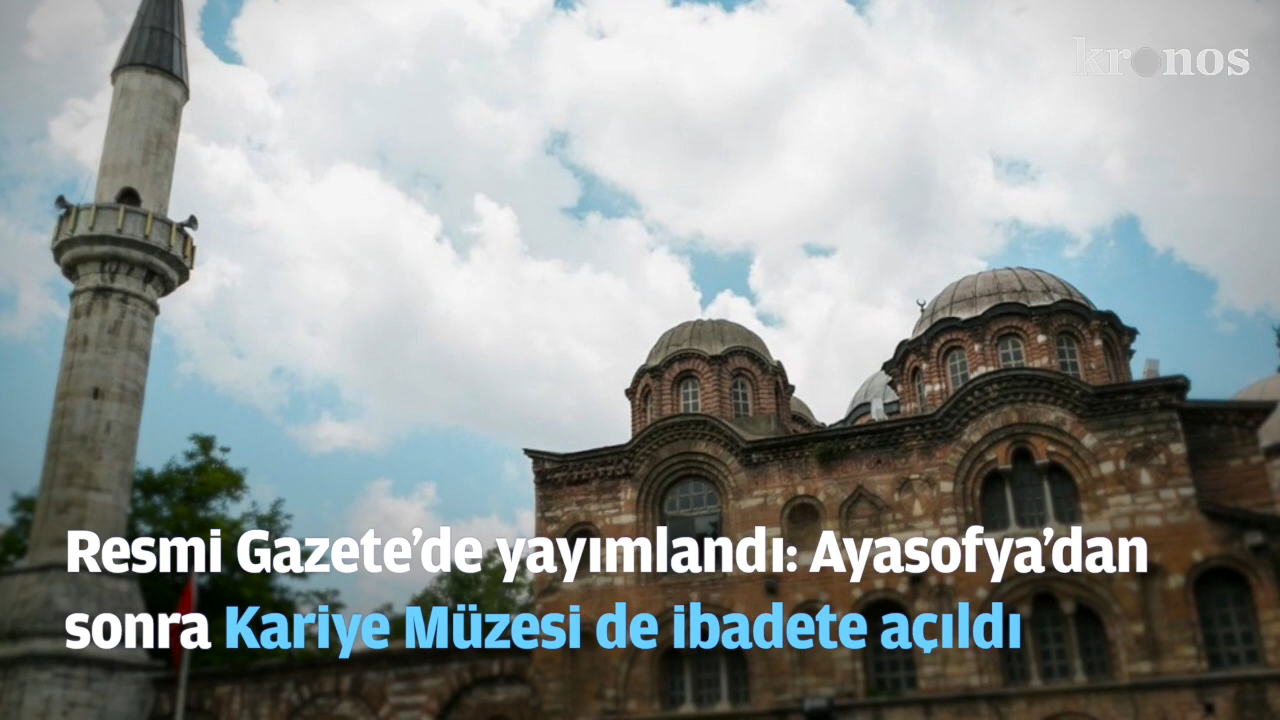 kronos
Resmi Gazete’de yayımlandı: Ayasofya’dan
sonra Kariye Müzesi de ibadete açıldı